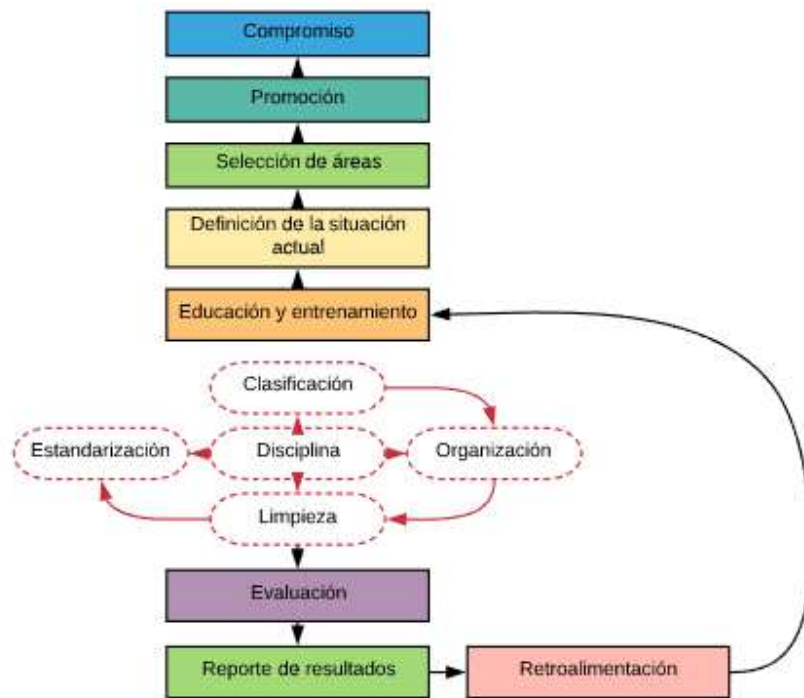 Compromiso
Promoción
Selección de áreas
Definición de la situación
actual
Educación y entrenamiento
Clasificación
Estandarización
Disciplina
Organización
Limpieza
Evaluación
Reporte de resultados
Retroalimentación